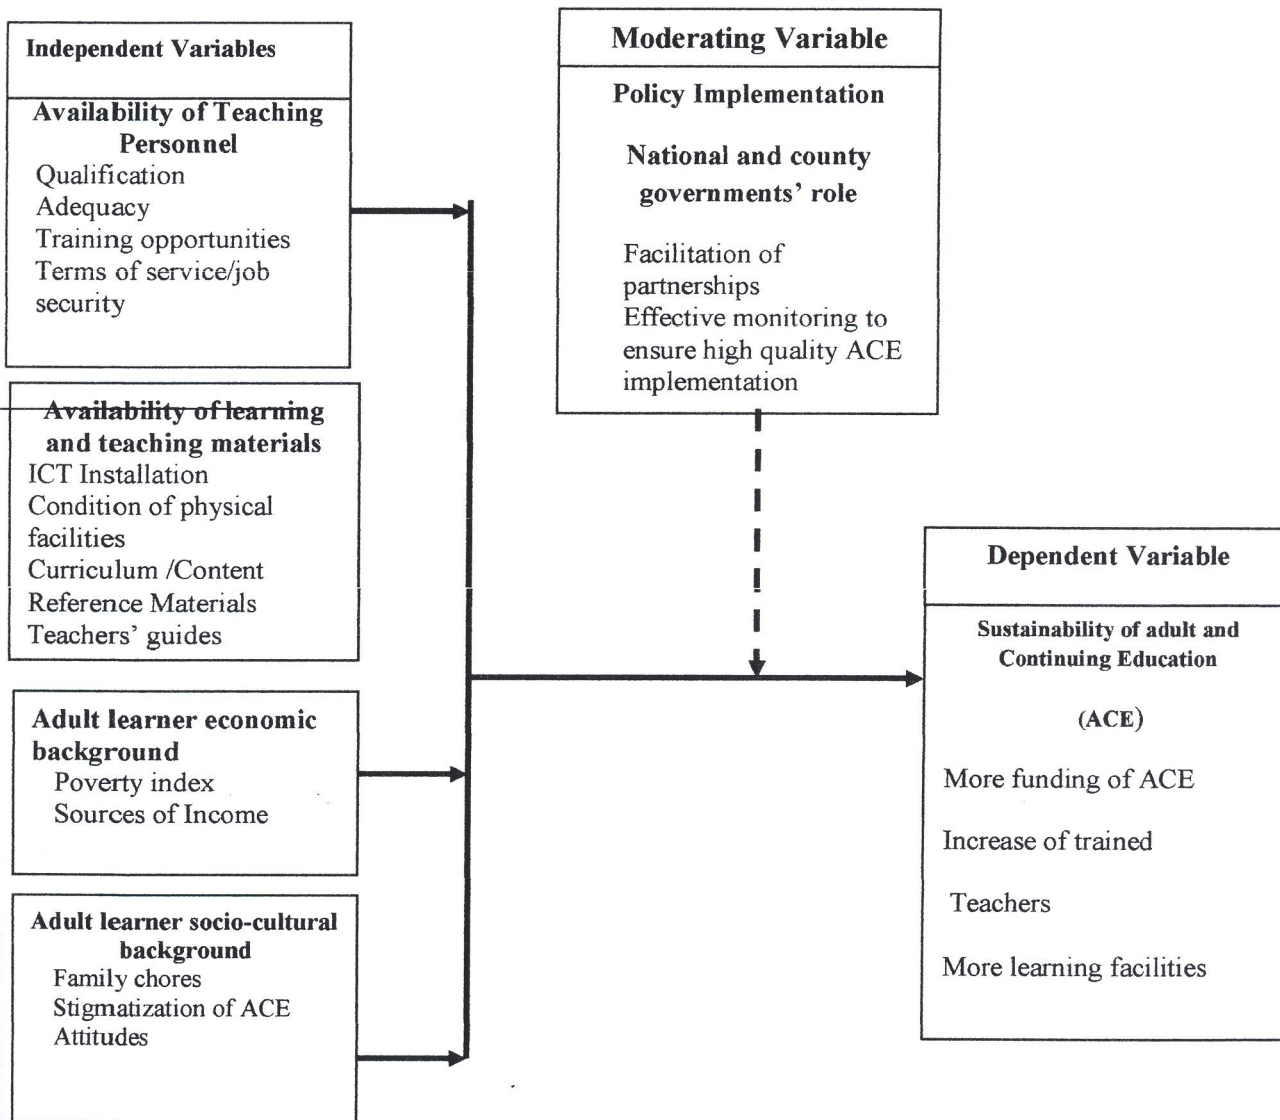 Independent Variables
Availability of Teaching
Personnel
Qualification
Adequacy
Training opportunities
Terms of service/job
security
Availability of learning
and teaching materials
ICT Installation
Condition of physical
facilities
Curriculum /Content
Reference Materials
Teachers' guides
Adult learner economic
background
Poverty index
Sources of Income
Adult learner socio-cultural
background
Family chores
Stigmatization of ACE
Attitudes
Moderating Variable
Policy Implementation
National and county
governments' role
Facilitation of
partnerships
Effective monitoring to
ensure high quality ACE
implementation
Dependent Variable
Sustainability of adult and
Continuing Education
(ACE)
More funding of ACE
Increase of trained
Teachers
More learning facilities